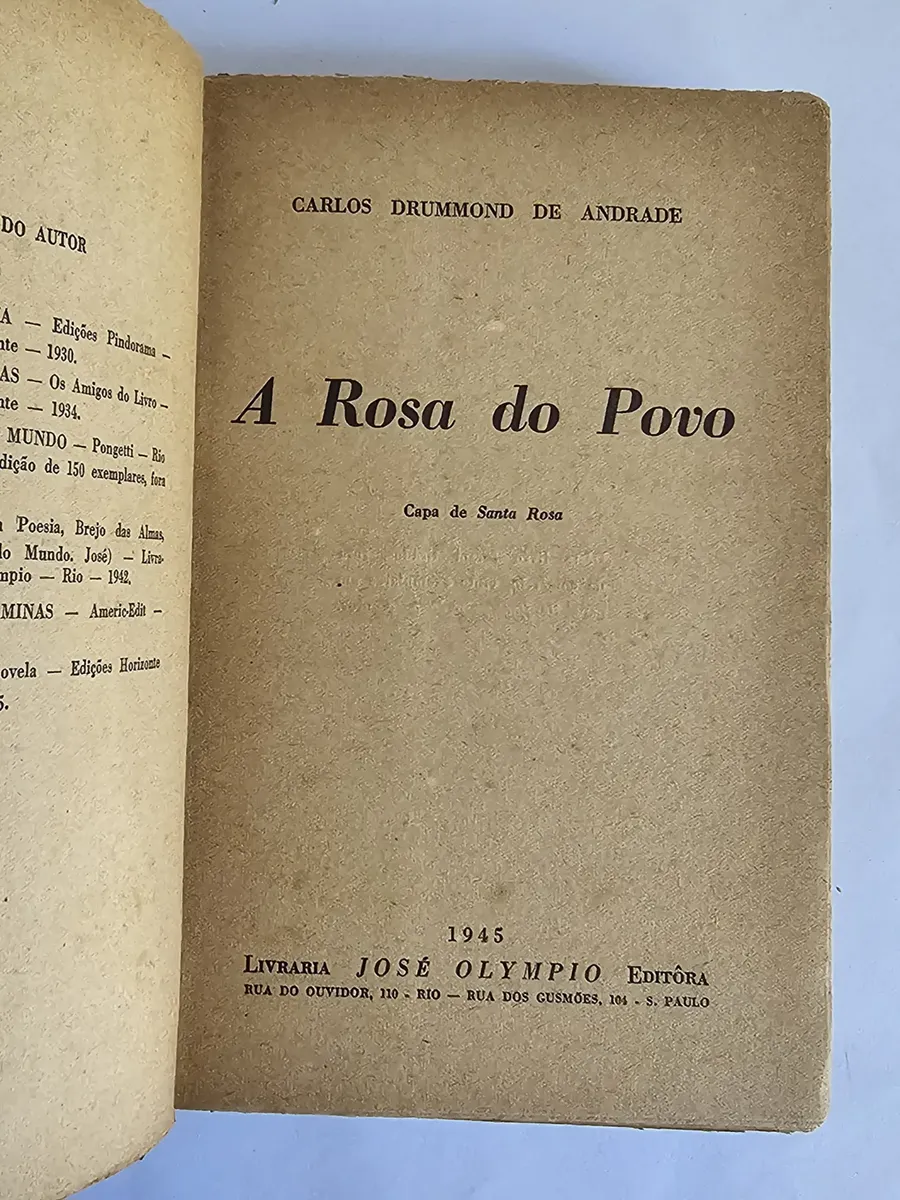 DO AUTOR
A — Edições Pindorama —
nte — 1930.
AS — Os Amigos do Livro —
nte — 1934.
MUNDO — Pongetti — Rio
dição de 150 exemplares, fora
Poesia, Brejo das Almas,
do Mundo. José) — Livra-
mpio — Rio — 1942,
MINAS — Americ-Edit —
ovela — Edições Horizonte
5.
CARLOS DRUMMOND DE ANDRADE
A Rosa do Povo
Capa de Santa Rosa
1945
LIVRARIA JOSÉ OLYMPIO EDITÔRA
RUA DO OUVIDOR, 110 - RIO — RUA DOS GUSMÕES, 104 - S. PAULO